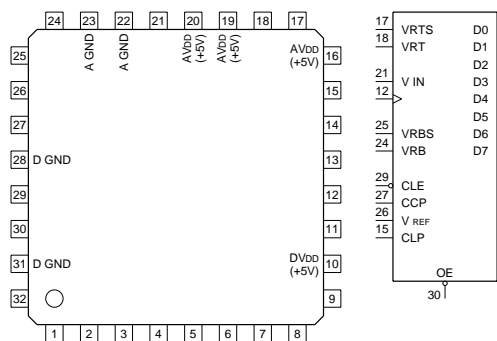 24 23 22 21 20 19 18 17
A GND
A GND
AVDD
(+5V)
AVDD
(+5V)
AVDD
(+5V)
25
26
27
28
D GND
29
30
31
D GND
32
16
15
14
13
12
11
10
9
DVDD
(+5V)
1 2 3 4 5 6 7 8
17 VRTS D0
18 VRT D1
D2
21 V IN D3
12 D4
D5
25 VRBS D6
24 VRB D7
29 CLE
27 CCP
26 V REF
15 CLP
OE
30